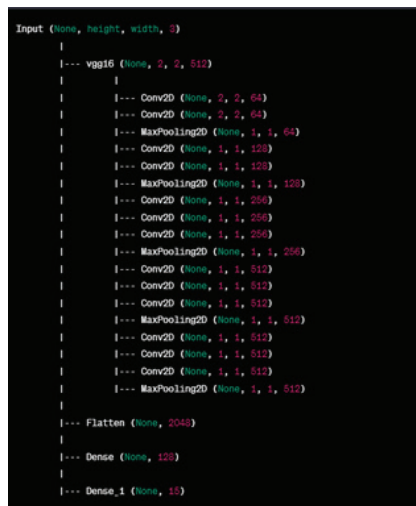 Input (None, height, width, 3)
|
|--- vgg16 (None, 2, 2, 512)
| |
| |--- Conv2D (None, 2, 2, 64)
| |--- Conv2D (None, 2, 2, 64)
| |--- MaxPooling2D (None, 1, 1, 64)
| |--- Conv2D (None, 1, 1, 128)
| |--- Conv2D (None, 1, 1, 128)
| |--- MaxPooling2D (None, 1, 1, 128)
| |--- Conv2D (None, 1, 1, 256)
| |--- Conv2D (None, 1, 1, 256)
| |--- Conv2D (None, 1, 1, 256)
| |--- MaxPooling2D (None, 1, 1, 256)
| |--- Conv2D (None, 1, 1, 512)
| |--- Conv2D (None, 1, 1, 512)
| |--- Conv2D (None, 1, 1, 512)
| |--- MaxPooling2D (None, 1, 1, 512)
| |--- Conv2D (None, 1, 1, 512)
| |--- Conv2D (None, 1, 1, 512)
| |--- Conv2D (None, 1, 1, 512)
| |--- MaxPooling2D (None, 1, 1, 512)
|
|--- Flatten (None, 2048)
|
|--- Dense (None, 128)
|
|--- Dense_1 (None, 15)